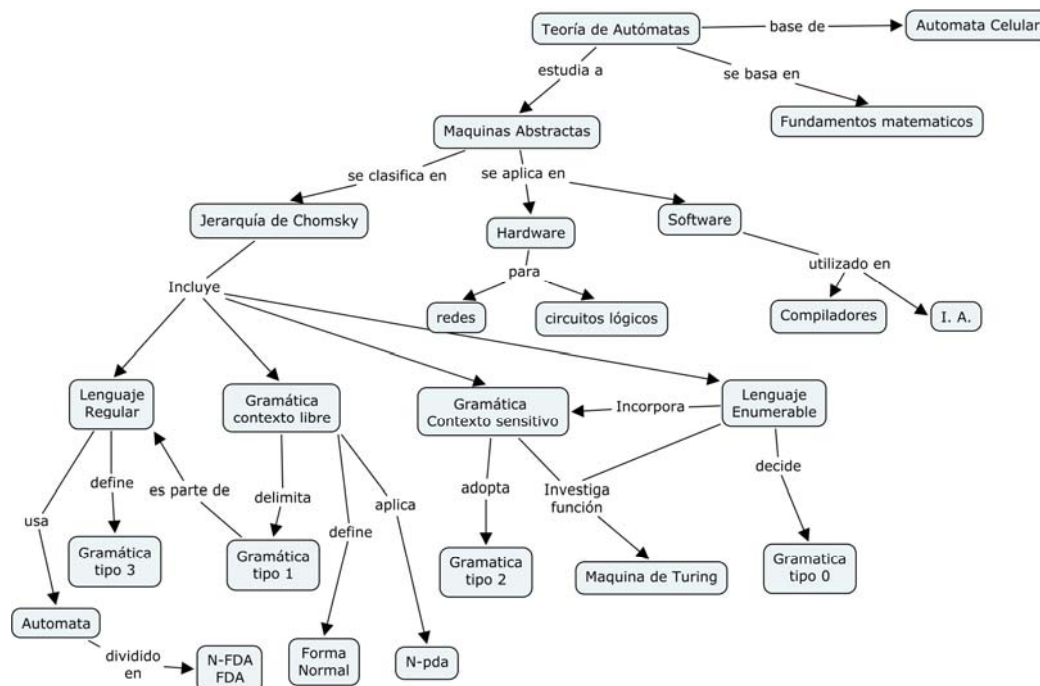 Teoría de Autómatas
base de
Automata Celular
estudia a
se basa en
Maquinas Abstractas
Fundamentos matematicos
se clasifica en
se aplica en
Jerarquía de Chomsky
Hardware
Software
para
utilizado en
Incluye
redes
circuitos lógicos
Compiladores
I. A.
Lenguaje
Regular
Gramática
contexto libre
Gramática
Contexto sensitivo
Incorpora
Lenguaje
Enumerable
define
es parte de
delimita
aplica
adopta
Investiga
función
decide
usa
define
Gramática
tipo 3
Gramática
tipo 1
Gramatica
tipo 2
Maquina de Turing
Gramatica
tipo 0
Automata
dividido
en
N-FDA
FDA
Forma
Normal
N-pda